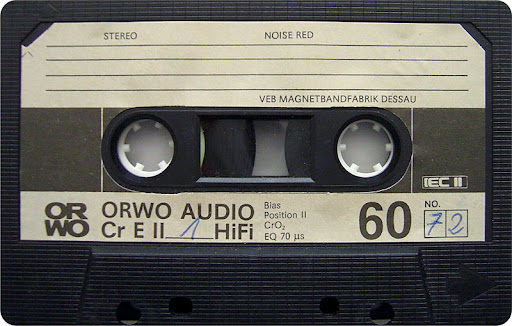 STEREO NOISE RED
VEB MAGNETBANDFABRIK DESSAU
IEC II
OR
WO
ORWO AUDIO
Cr E II 1 HiFi
Bias
Position II
CrO₂
EQ 70 µs
60
NO.
72